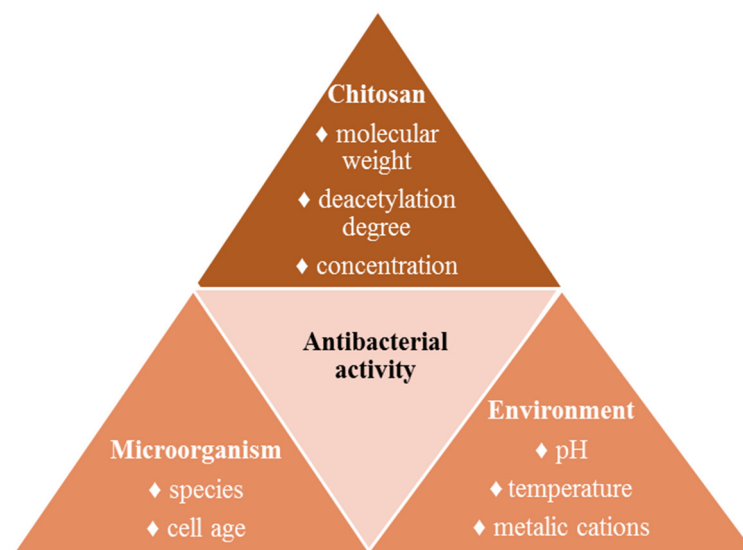 Chitosan
♦ molecular
weight
♦ deacetylation
degree
♦ concentration
Antibacterial
activity
Microorganism
♦ species
♦ cell age
Environment
♦ pH
♦ temperature
♦ metalic cations